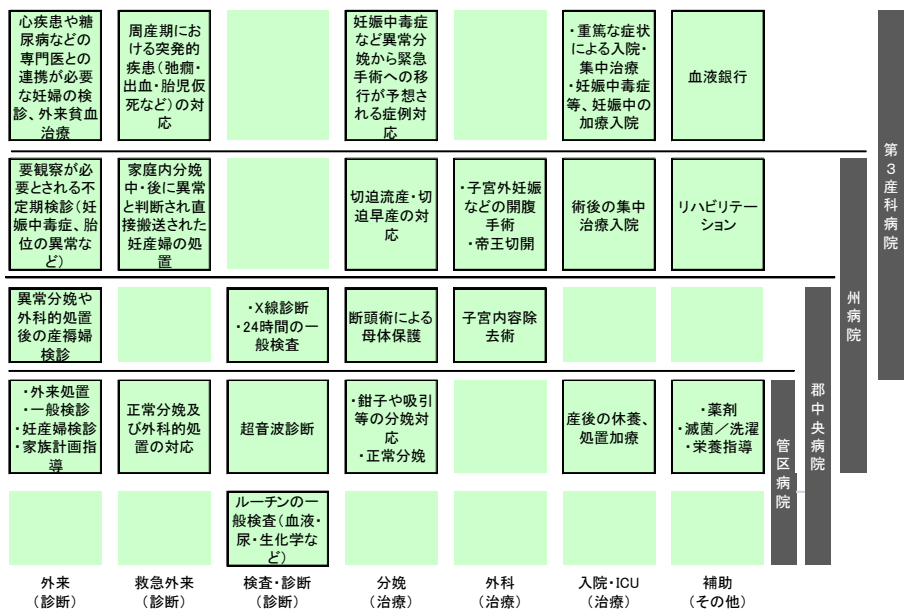 心疾患や糖
尿病などの
専門医との
連携が必要
な妊婦の検
診、外来貧血
治療
周産期にお
ける突発的
疾患(弛癇・
出血・胎児仮
死など)の対
応
妊娠中毒症
など異常分
娩から緊急
手術への移
行が予想さ
れる症例対
応
・重篤な症状
による入院・
集中治療
・妊娠中毒症
等、妊娠中の
加療入院
血液銀行
要観察が必
要とされる不
定期検診(妊
娠中毒症、胎
位の異常な
ど)
家庭内分娩
中・後に異常
と判断され直
接搬送された
妊産婦の処
置
切迫流産・切
迫早産の対
応
・子宮外妊娠
などの開腹
手術
・帝王切開
術後の集中
治療入院
リハビリテー
ション
異常分娩や
外科的処置
後の産褥婦
検診
・X線診断
・24時間の一
般検査
断頭術による
母体保護
子宮内容除
去術
・外来処置
・一般検診
・妊産婦検診
・家族計画指
導
正常分娩及
び外科的処
置の対応
超音波診断
・鉗子や吸引
等の分娩対
応
・正常分娩
産後の休養、
処置加療
・薬剤
・滅菌/洗濯
・栄養指導
ルーチンの一
般検査(血液・
尿・生化学な
ど)
外来
(診断)
救急外来
(診断)
検査・診断
(診断)
分娩
(治療)
外科
(治療)
入院・ICU
(治療)
補助
(その他)
管区病院
郡中央病院
州病院
第3産科病院